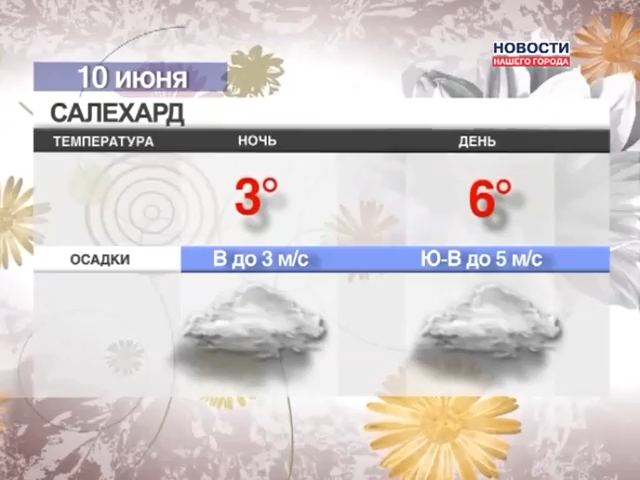 НОВОСТИ
НАШЕГО ГОРОДА
10 июня
САЛЕХАРД
ТЕМПЕРАТУРА НОЧЬ ДЕНЬ
3° 6°
ОСАДКИ В до 3 м/с Ю-В до 5 м/с